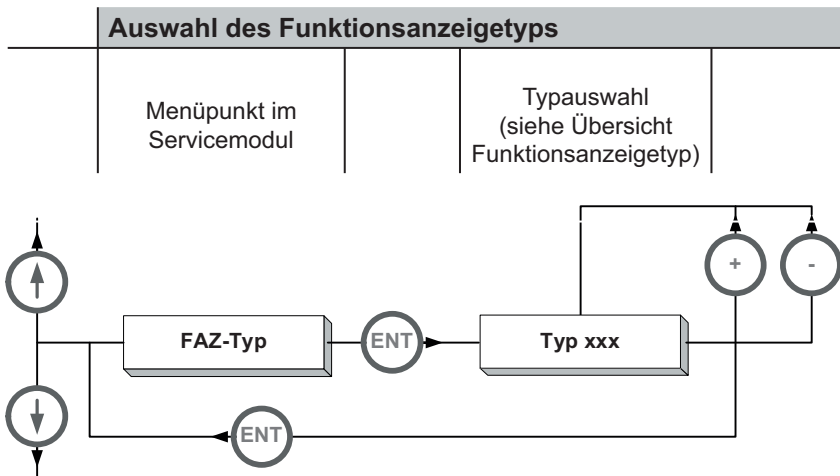 Auswahl des Funktionsanzeigetyps
Menüpunkt im
Servicemodul
Typauswahl
(siehe Übersicht
Funktionsanzeigetyp)
+
-
FAZ-Typ
ENT
Typ xxx
ENT